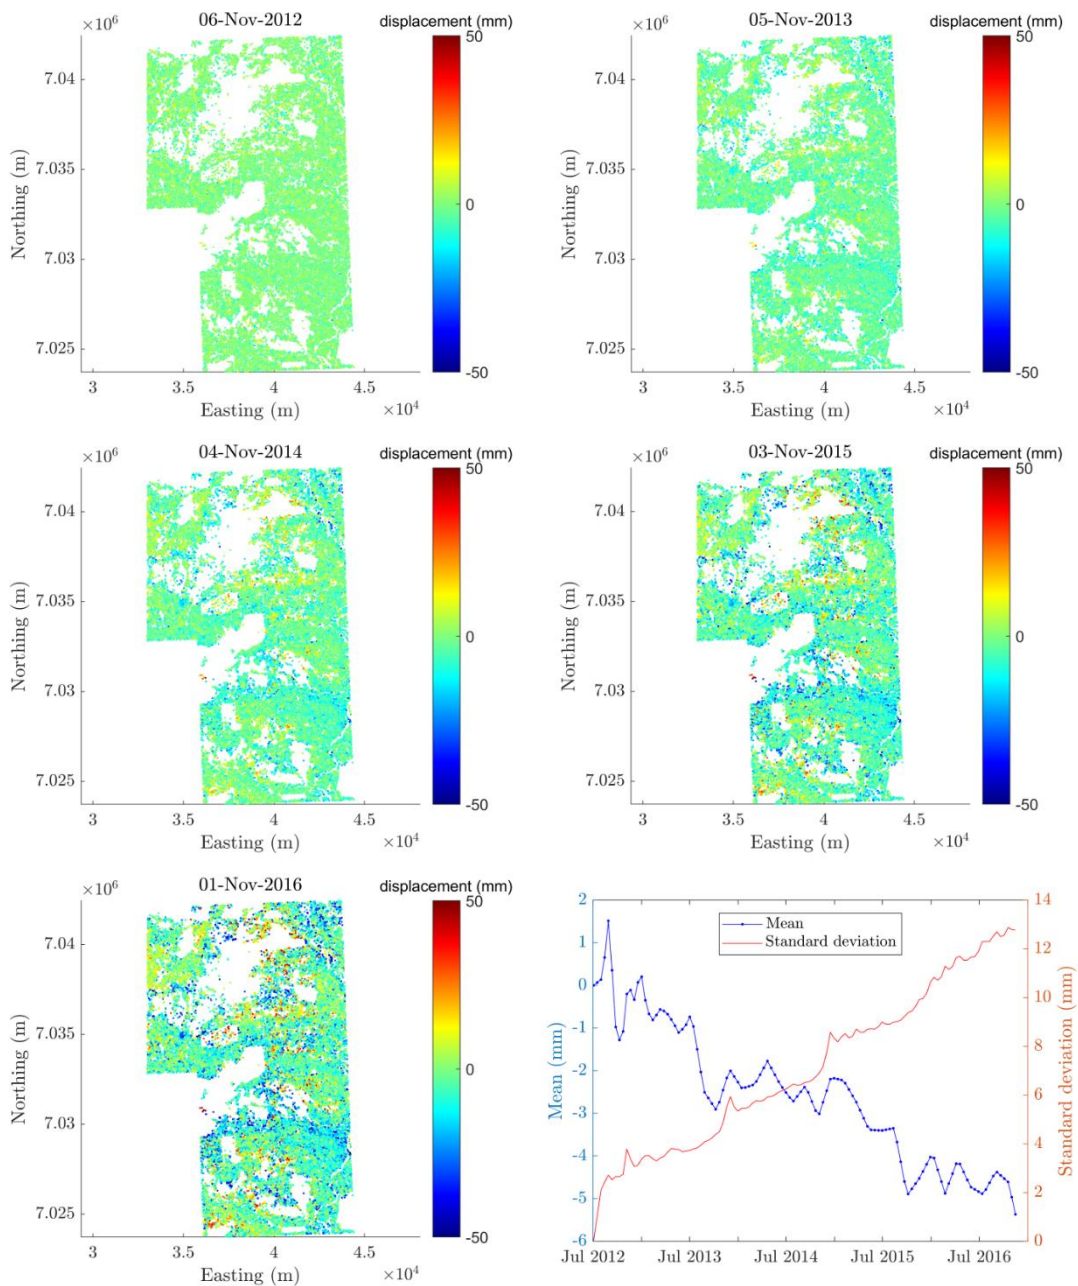 06-Nov-2012
displacement (mm)
×10⁶
7.04
7.035
7.03
7.025
Northing (m)
3
3.5
4
4.5
×10⁴
Easting (m)
50
0
-50
05-Nov-2013
displacement (mm)
×10⁶
7.04
7.035
7.03
7.025
Northing (m)
3
3.5
4
4.5
×10⁴
Easting (m)
50
0
-50
04-Nov-2014
displacement (mm)
×10⁶
7.04
7.035
7.03
7.025
Northing (m)
3
3.5
4
4.5
×10⁴
Easting (m)
50
0
-50
03-Nov-2015
displacement (mm)
×10⁶
7.04
7.035
7.03
7.025
Northing (m)
3
3.5
4
4.5
×10⁴
Easting (m)
50
0
-50
01-Nov-2016
displacement (mm)
×10⁶
7.04
7.035
7.03
7.025
Northing (m)
3
3.5
4
4.5
×10⁴
Easting (m)
50
0
-50
Mean
Standard deviation
2
1
0
-1
-2
-3
-4
-5
-6
Mean (mm)
14
12
10
8
6
4
2
0
Standard deviation (mm)
Jul 2012
Jul 2013
Jul 2014
Jul 2015
Jul 2016